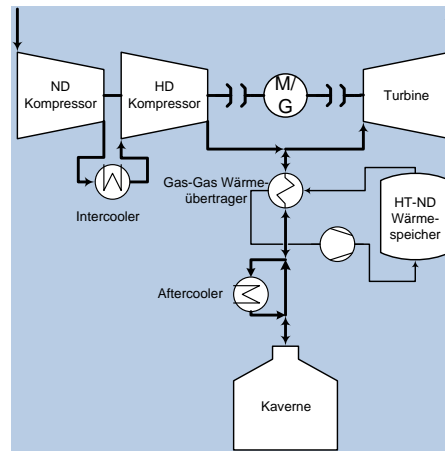 ND
Kompressor
HD
Kompressor
M/
G
Turbine
Intercooler
Gas-Gas Wärme-
übertrager
HT-ND
Wärme-
speicher
Aftercooler
Kaverne